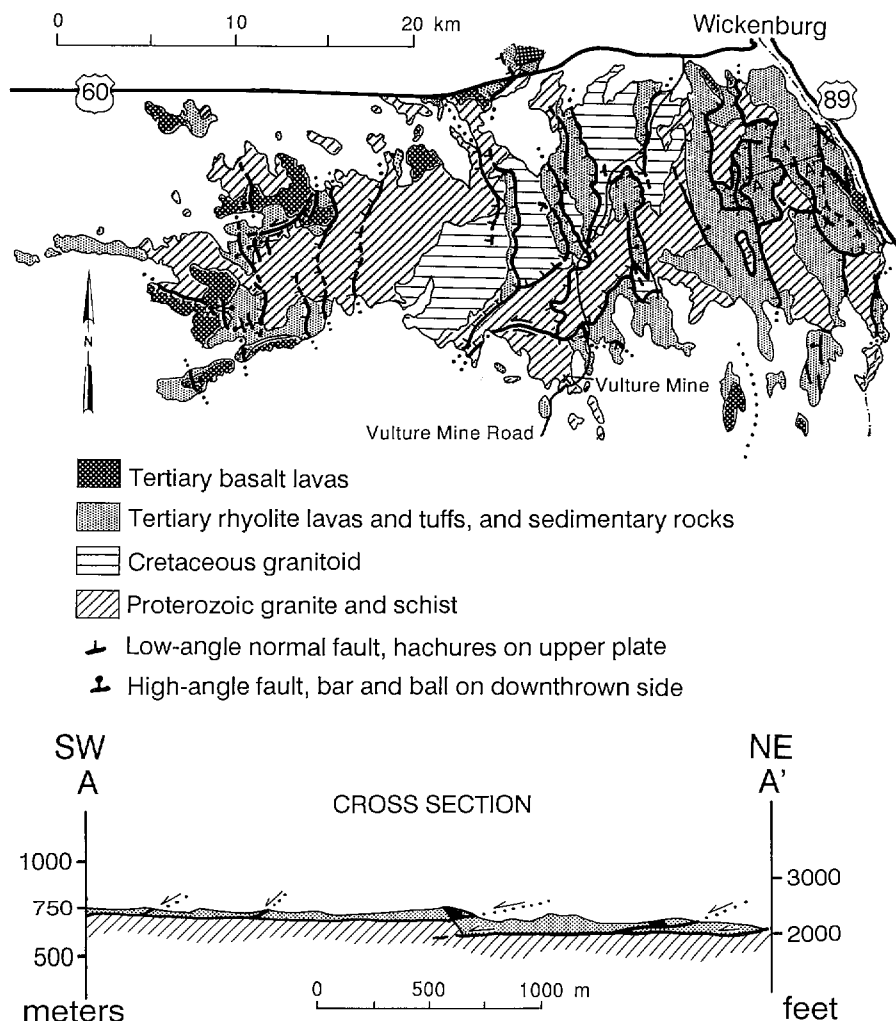 0 10 20 km
Wickenburg
60
89
A
N
Vulture Mine
Vulture Mine Road
Tertiary basalt lavas
Tertiary rhyolite lavas and tuffs, and sedimentary rocks
Cretaceous granitoid
Proterozoic granite and schist
Low-angle normal fault, hachures on upper plate
High-angle fault, bar and ball on downthrown side
SW
NE
A
A'
CROSS SECTION
1000
3000
750
2000
500
0 500 1000 m
meters
feet